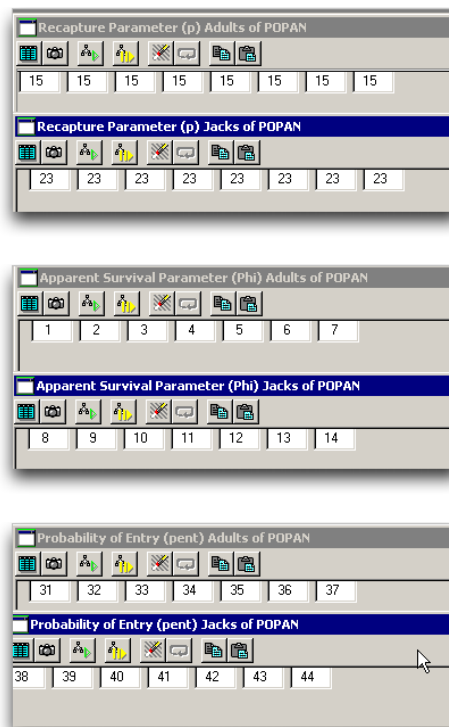 Recapture Parameter (p) Adults of POPAN
15 15 15 15 15 15 15 15
Recapture Parameter (p) Jacks of POPAN
23 23 23 23 23 23 23 23
Apparent Survival Parameter (Phi) Adults of POPAN
1 2 3 4 5 6 7
Apparent Survival Parameter (Phi) Jacks of POPAN
8 9 10 11 12 13 14
Probability of Entry (pent) Adults of POPAN
31 32 33 34 35 36 37
Probability of Entry (pent) Jacks of POPAN
38 39 40 41 42 43 44